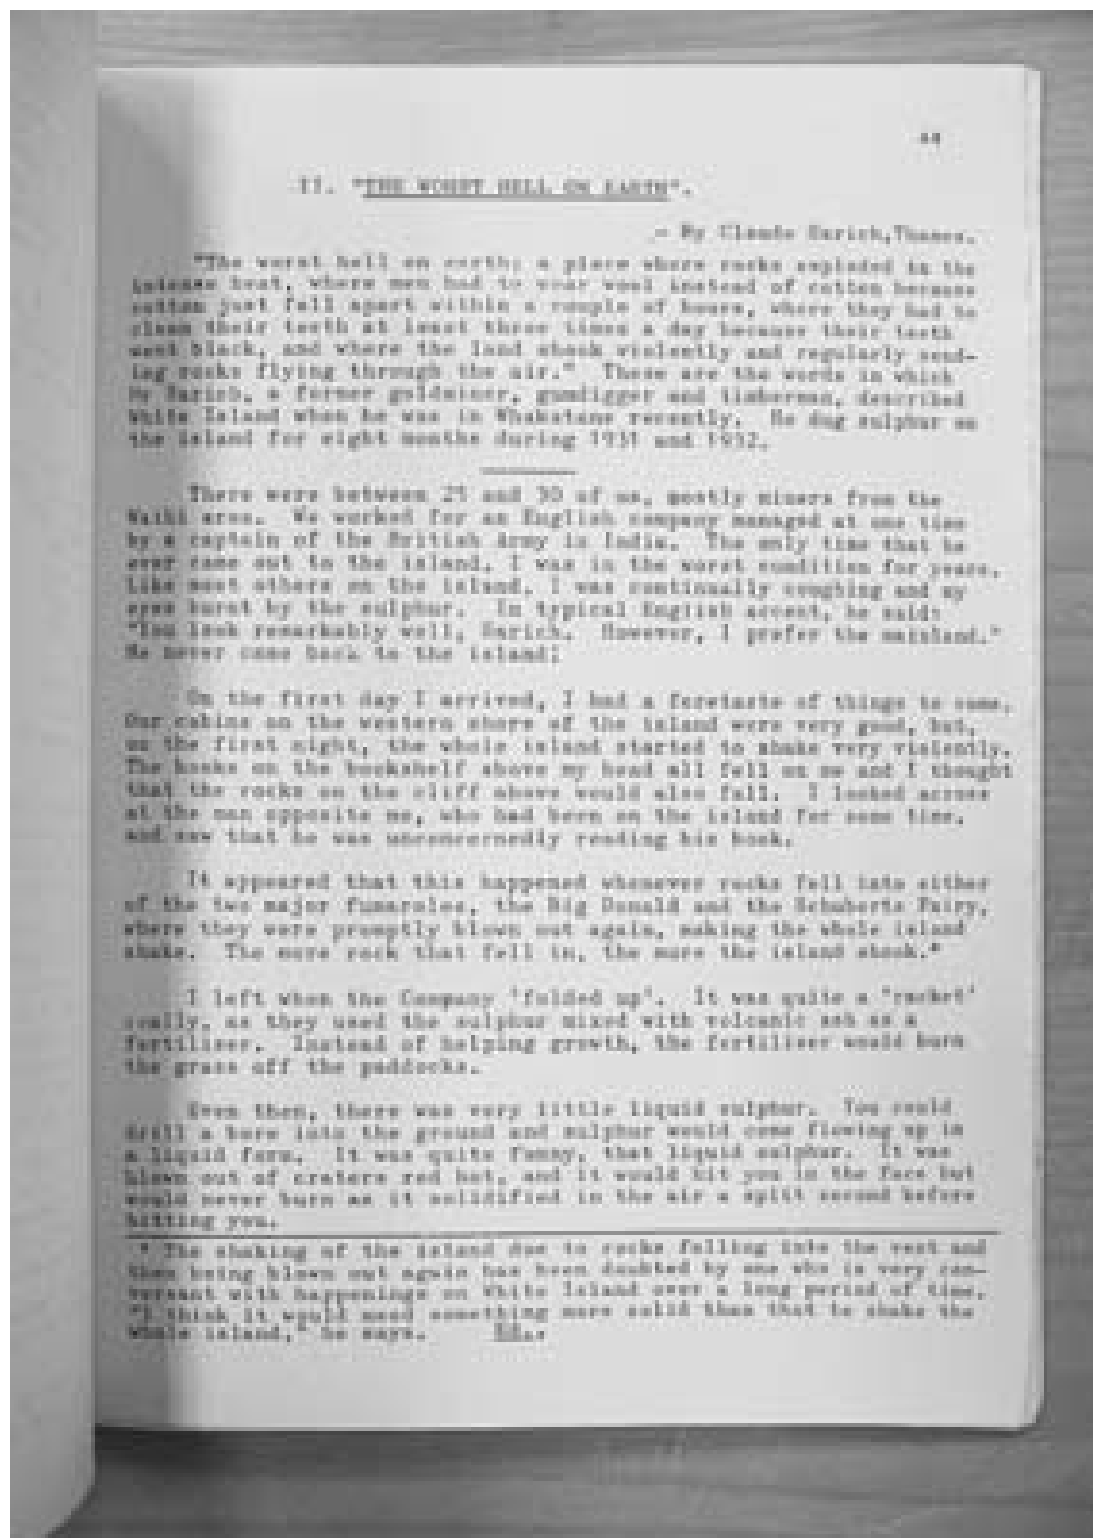 44
II. "THE WORST HELL ON EARTH".
- By Claude Sarich, Thames.
"The worst hell on earth; a place where rocks exploded in the
intense heat, where men had to wear wool instead of cotton because
cotton just fell apart within a couple of hours, where they had to
clean their teeth at least three times a day because their teeth
went black, and where the land shook violently and regularly send-
ing rocks flying through the air." These are the words in which
Mr Sarich, a former goldminer, gumdigger and timberman, described
White Island when he was in Whakatane recently. He dug sulphur on
the island for eight months during 1931 and 1932.
There were between 25 and 30 of us, mostly miners from the
Waihi area. We worked for an English company managed at one time
by a captain of the British Army in India. The only time that he
ever came out to the island, I was in the worst condition for years.
Like most others on the island, I was continually coughing and my
eyes burnt by the sulphur. In typical English accent, he said:
"You look remarkably well, Sarich. However, I prefer the mainland."
He never came back to the island!
On the first day I arrived, I had a foretaste of things to come.
Our cabins on the western shore of the island were very good, but,
on the first night, the whole island started to shake very violently.
The books on the bookshelf above my head all fell on me and I thought
that the rocks on the cliff above would also fall. I looked across
at the man opposite me, who had been on the island for some time,
and saw that he was unconcernedly reading his book.
It appeared that this happened whenever rocks fell into either
of the two major fumaroles, the Big Donald and the Schuberts Fairy,
where they were promptly blown out again, making the whole island
shake. The more rock that fell in, the more the island shook.*
I left when the Company 'folded up'. It was quite a 'racket'
really, as they used the sulphur mixed with volcanic ash as a
fertiliser. Instead of helping growth, the fertiliser would burn
the grass off the paddocks.
Even then, there was very little liquid sulphur. You could
drill a bore into the ground and sulphur would come flowing up in
a liquid form. It was quite funny, that liquid sulphur. It was
blown out of craters red hot, and it would hit you in the face but
would never burn as it solidified in the air a split second before
hitting you.
* The shaking of the island due to rocks falling into the vent and
then being blown out again has been doubted by one who is very con-
versant with happenings on White Island over a long period of time.
"I think it would need something more solid than that to shake the
whole island," he says. Ed..